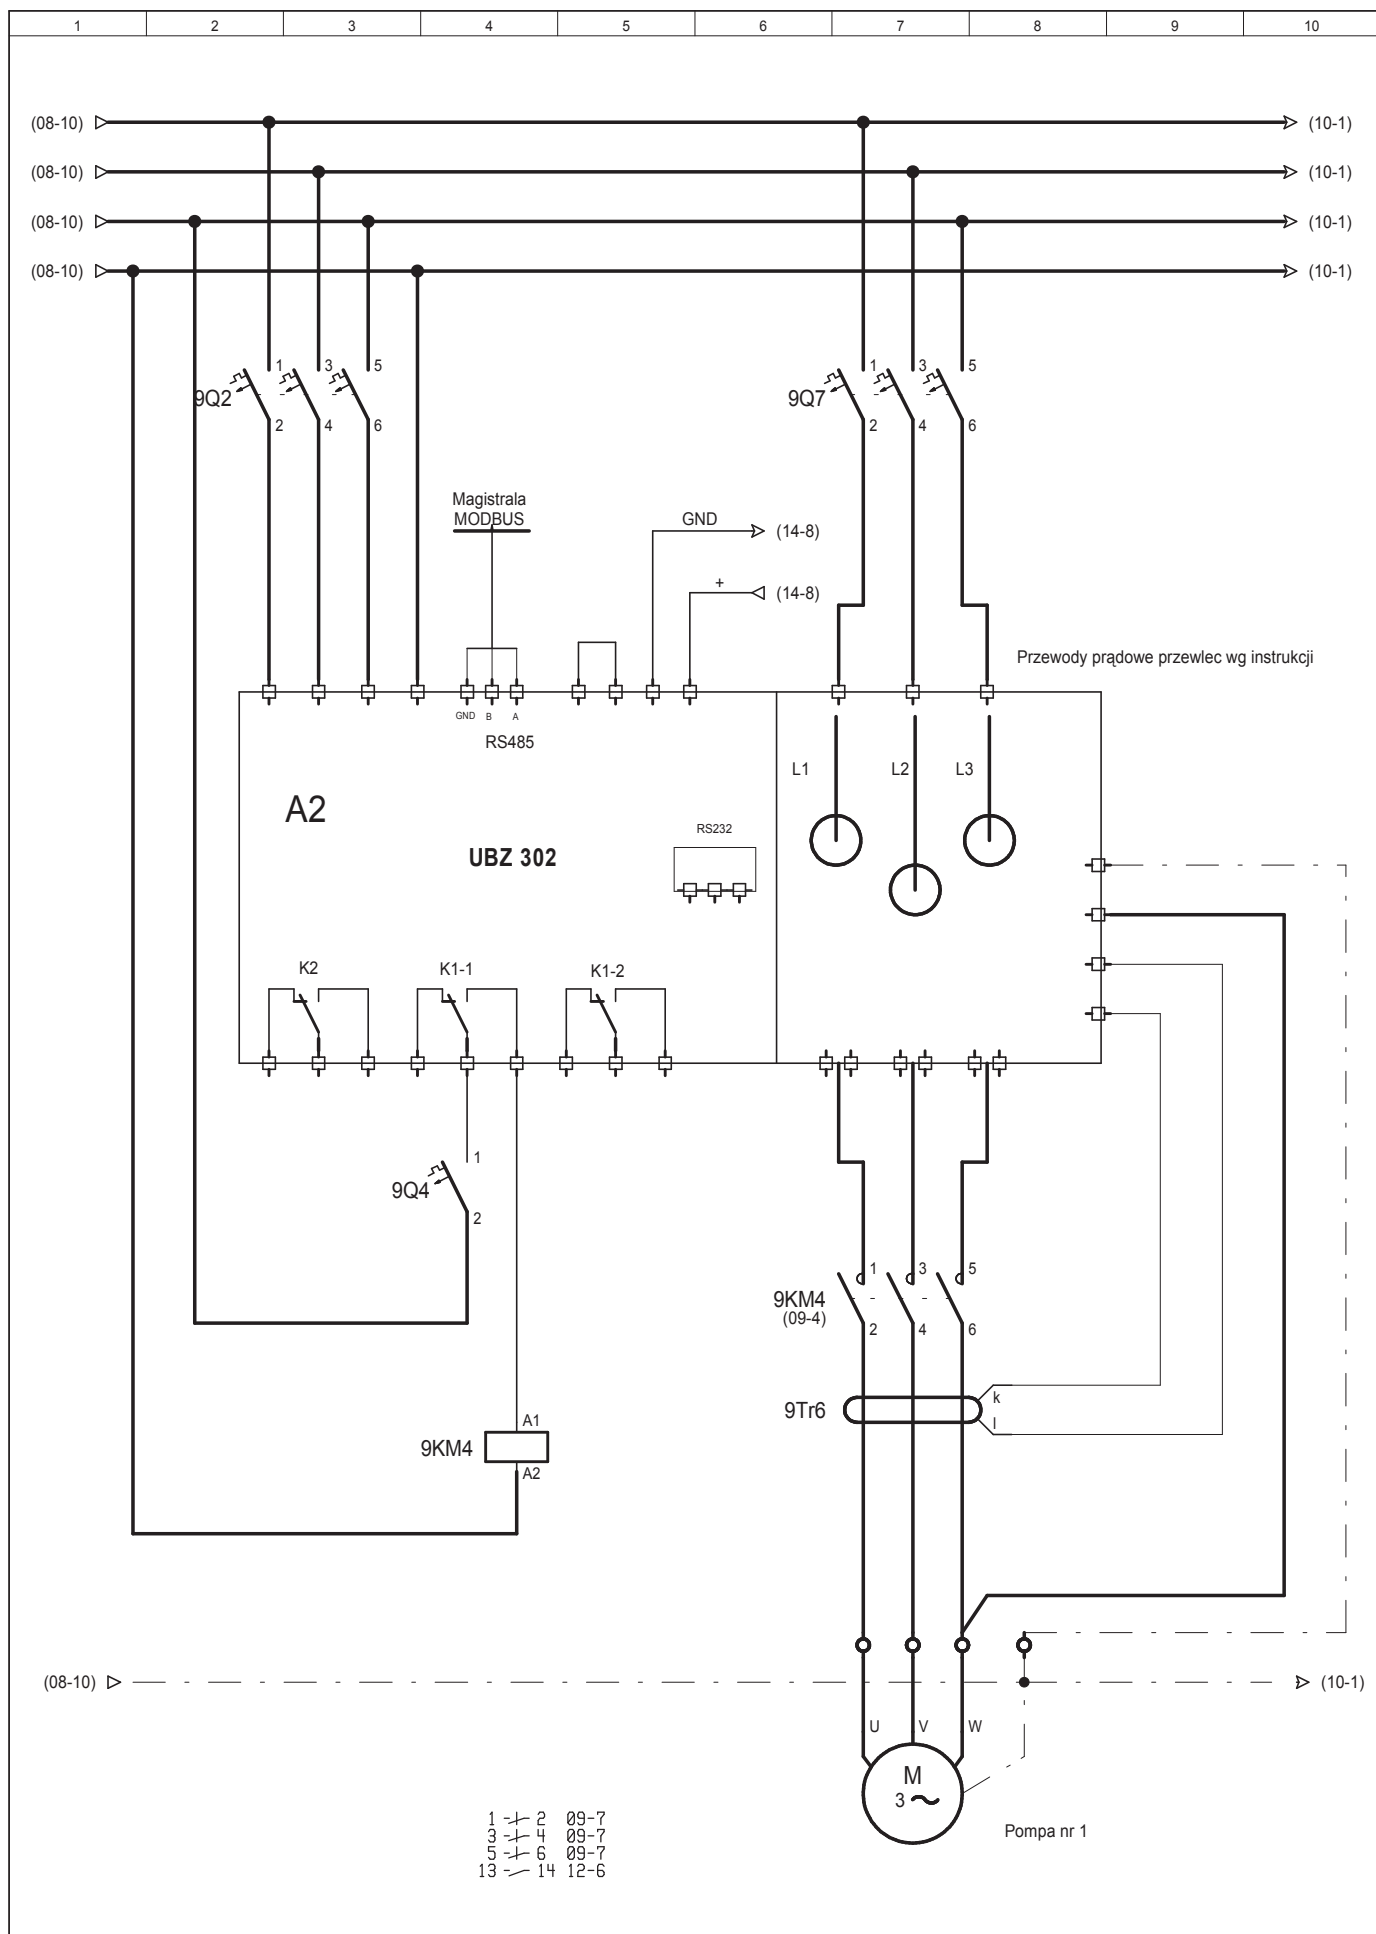 1 2 3 4 5 6 7 8 9 10
(08-10) (10-1)
(08-10) (10-1)
(08-10) (10-1)
(08-10) (10-1)
9Q2 1 3 5
2 4 6
9Q7 1 3 5
2 4 6
Magistrala
MODBUS
GND (14-8)
+ (14-8)
Przewody prądowe przewlec wg instrukcji
GND B A
RS485
L1 L2 L3
A2
RS232
UBZ 302
K2 K1-1 K1-2
1
9Q4
2
1 3 5
9KM4
(09-4)
2 4 6
9Tr6
k
l
A1
9KM4
A2
(08-10) (10-1)
U V W
M
3
Pompa nr 1
1 2 09-7
3 4 09-7
5 6 09-7
13 14 12-6